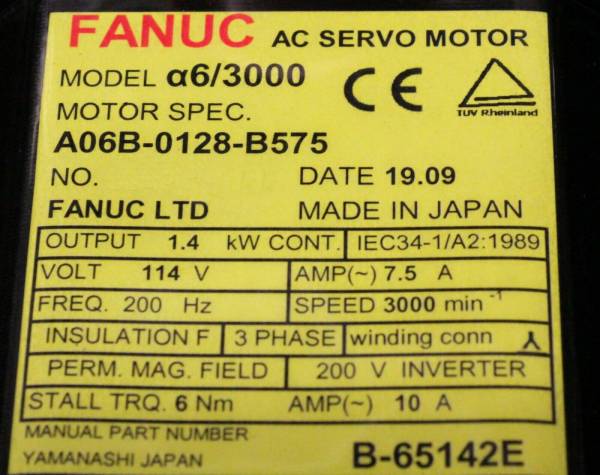 FANUC AC SERVO MOTOR
MODEL α6/3000
CE
TUV Rheinland
MOTOR SPEC.
A06B-0128-B575
NO. DATE 19.09
FANUC LTD MADE IN JAPAN
OUTPUT 1.4 kW CONT. IEC34-1/A2:1989
VOLT 114 V AMP(~) 7.5 A
FREQ. 200 Hz SPEED 3000 min⁻¹
INSULATION F 3 PHASE winding conn
PERM. MAG. FIELD 200 V INVERTER
STALL TRQ. 6 Nm AMP(~) 10 A
MANUAL PART NUMBER
YAMANASHI JAPAN B-65142E